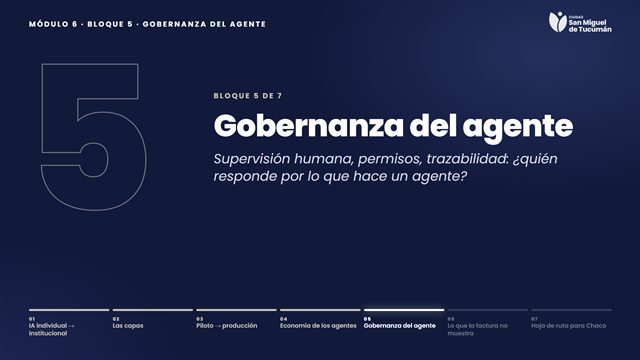 MÓDULO 6 · BLOQUE 5 · GOBERNANZA DEL AGENTE
CIUDAD
San Miguel
de Tucumán
5
BLOQUE 5 DE 7
Gobernanza del agente
Supervisión humana, permisos, trazabilidad: ¿quién
responde por lo que hace un agente?
01
IA individual →
institucional
02
Las capas
03
Piloto → producción
04
Economía de los agentes
05
Gobernanza del agente
06
Lo que la factura no
muestra
07
Hoja de ruta para Chaco